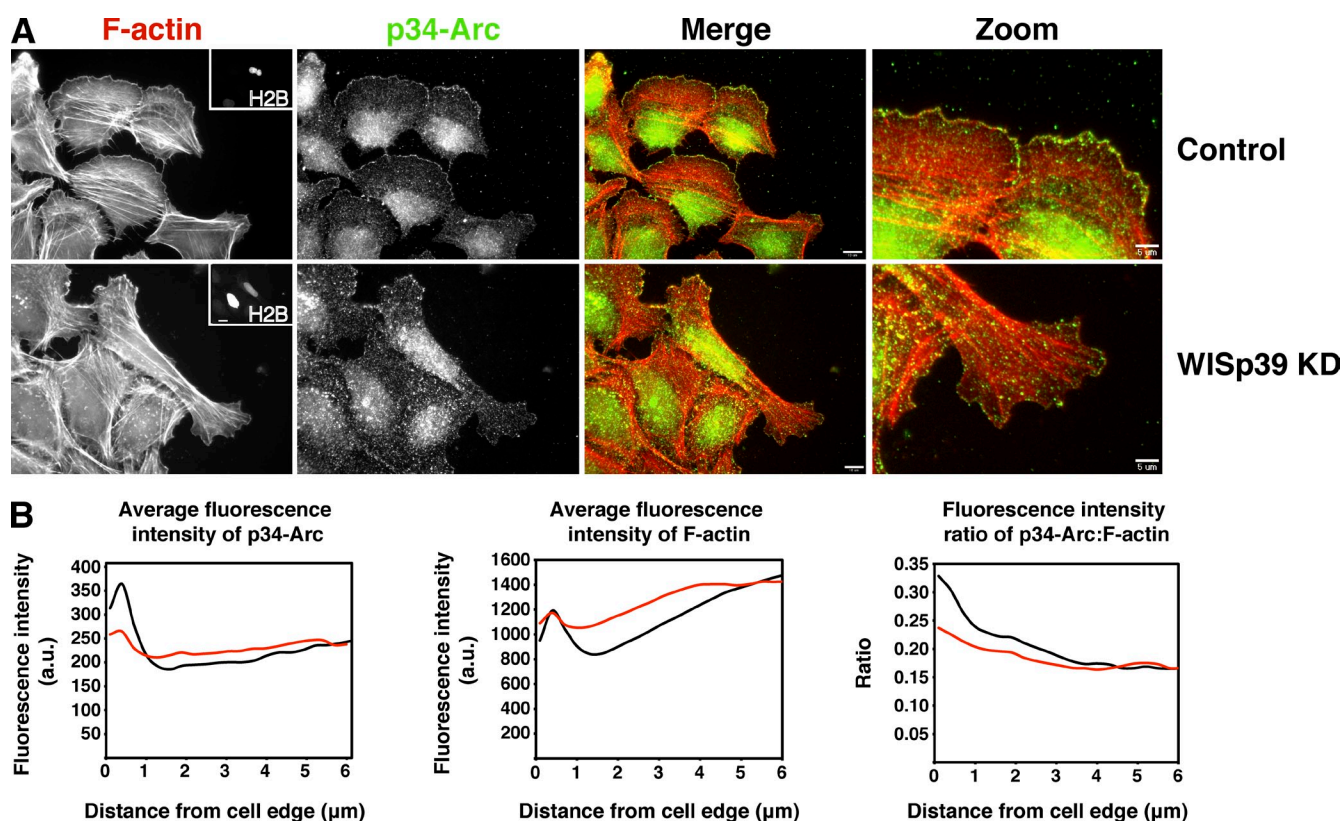 A
F-actin
p34-Arc
Merge
Zoom
H2B
5 um
Control
H2B
5 um
WISp39 KD
B
Average fluorescence
intensity of p34-Arc
Fluorescence intensity
(a.u.)
400
350
300
250
200
150
100
50
0 1 2 3 4 5 6
Distance from cell edge (µm)
Average fluorescence
intensity of F-actin
Fluorescence intensity
(a.u.)
1600
1400
1200
1000
800
600
400
200
0 1 2 3 4 5 6
Distance from cell edge (µm)
Fluorescence intensity
ratio of p34-Arc:F-actin
Ratio
0.35
0.30
0.25
0.20
0.15
0.10
0.05
0 1 2 3 4 5 6
Distance from cell edge (µm)